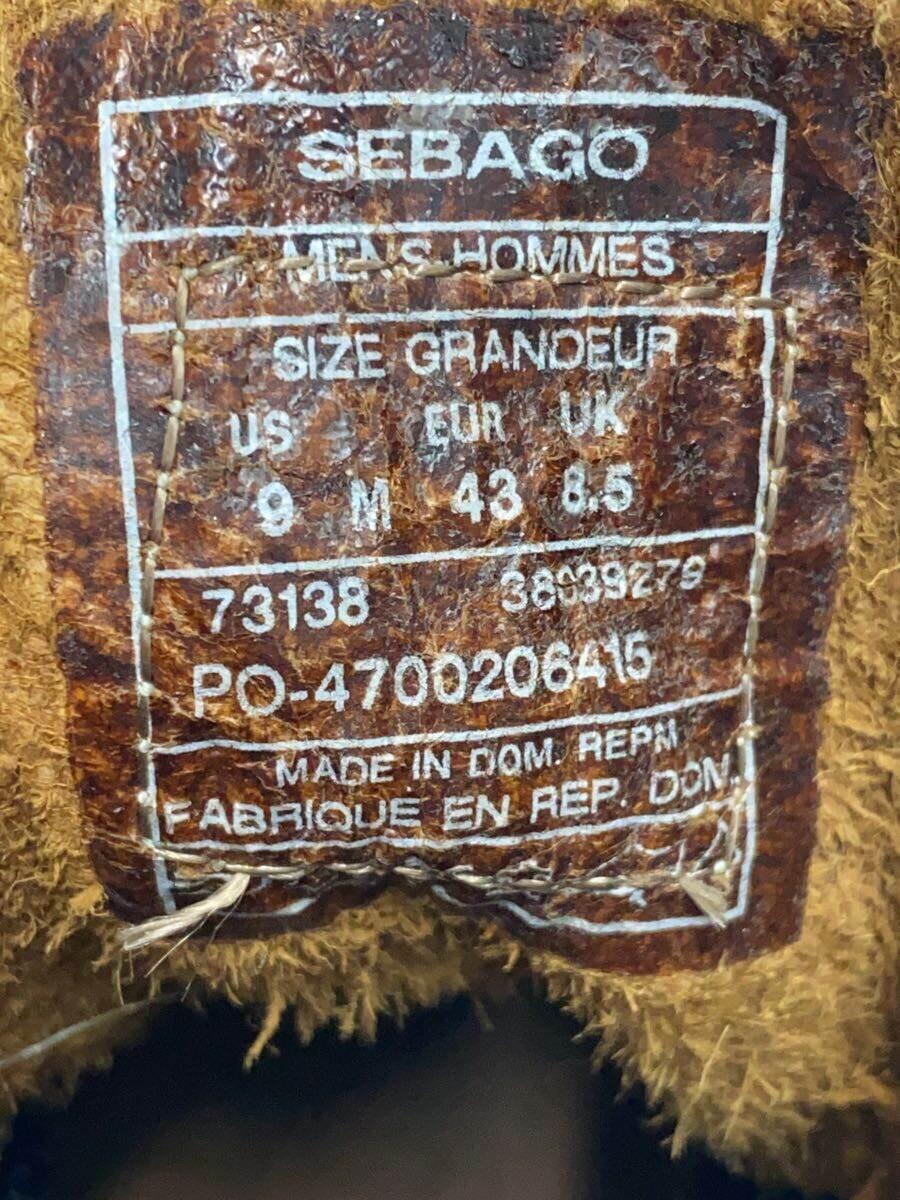 SEBAGO
MENS HOMMES
SIZE GRANDEUR
US EUR UK
9 M 43 8.5
73138 38039279
PO-4700206415
MADE IN DOM. REPM.
FABRIQUE EN REP. DOM.